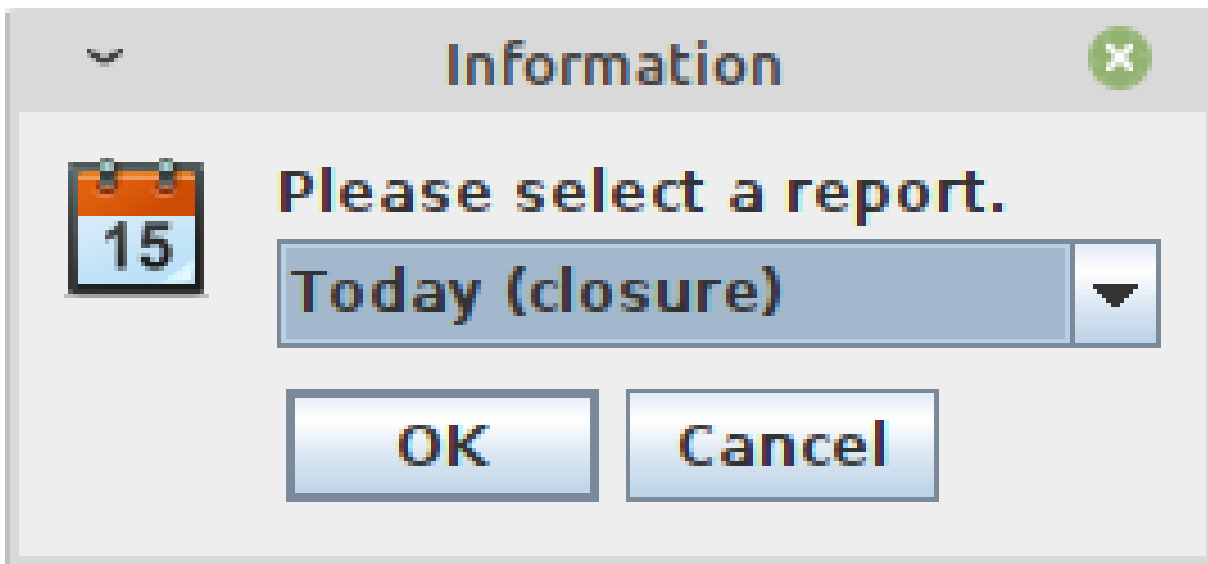 Information
15
Please select a report.
Today (closure)
OK
Cancel